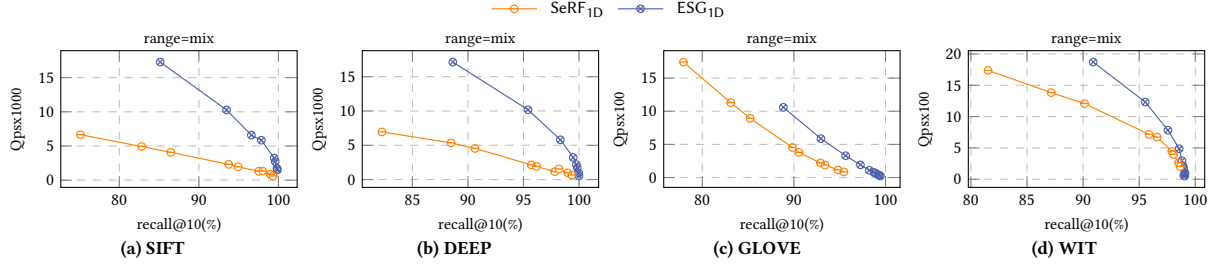 SeRF1D ESG1D
range=mix
Qpsx1000
15
10
5
0
80 90 100
recall@10(%)
(a) SIFT
range=mix
Qpsx1000
15
10
5
0
85 90 95 100
recall@10(%)
(b) DEEP
range=mix
Qpsx100
15
10
5
0
80 90 100
recall@10(%)
(c) GLOVE
range=mix
Qpsx100
20
15
10
5
0
80 85 90 95 100
recall@10(%)
(d) WIT